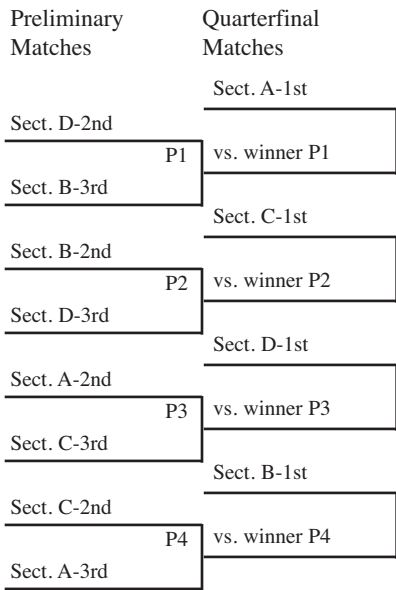 Preliminary
Matches
Quarterfinal
Matches
Sect. A-1st
Sect. D-2nd
P1
vs. winner P1
Sect. B-3rd
Sect. C-1st
Sect. B-2nd
P2
vs. winner P2
Sect. D-3rd
Sect. D-1st
Sect. A-2nd
P3
vs. winner P3
Sect. C-3rd
Sect. B-1st
Sect. C-2nd
P4
vs. winner P4
Sect. A-3rd